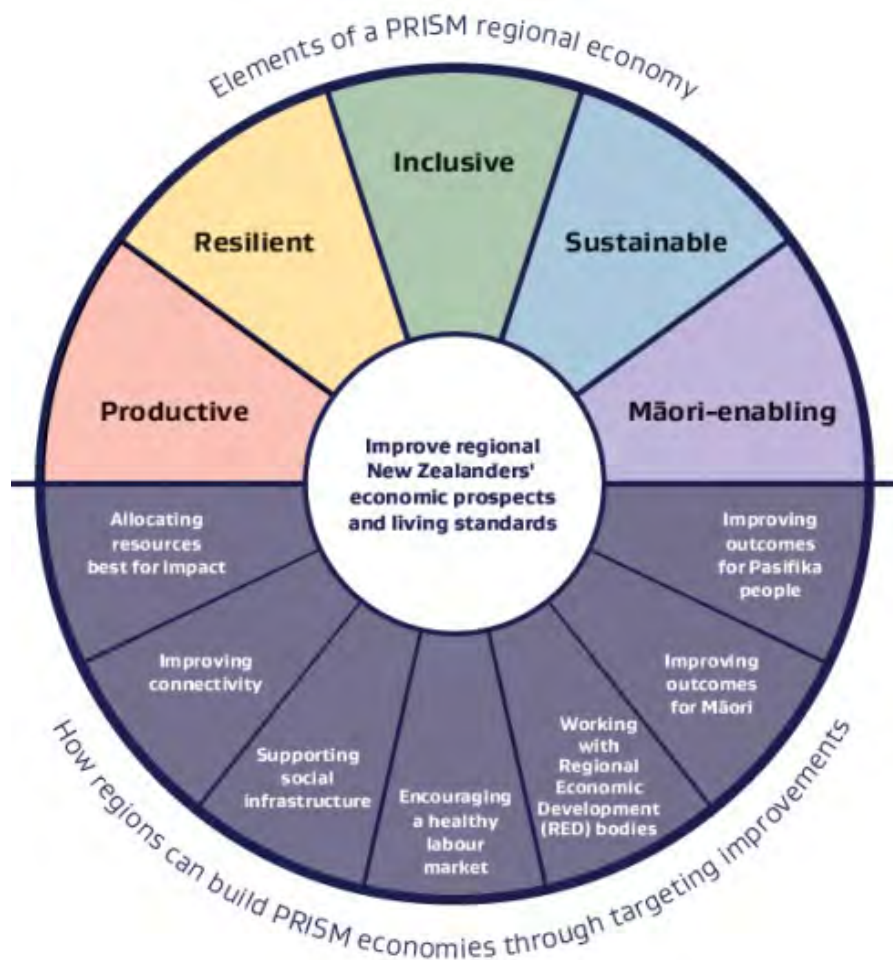 Elements of a PRISM regional economy
Inclusive
Resilient
Sustainable
Productive
Māori-enabling
Improve regional
New Zealanders'
economic prospects
and living standards
Allocating
resources
best for impact
Improving
connectivity
Supporting
social
infrastructure
Encouraging
a healthy
labour
market
Working
with
Regional
Economic
Development
(RED) bodies
Improving
outcomes
for Māori
Improving
outcomes
for Pasifika
people
How regions can build PRISM economies through targeting improvements